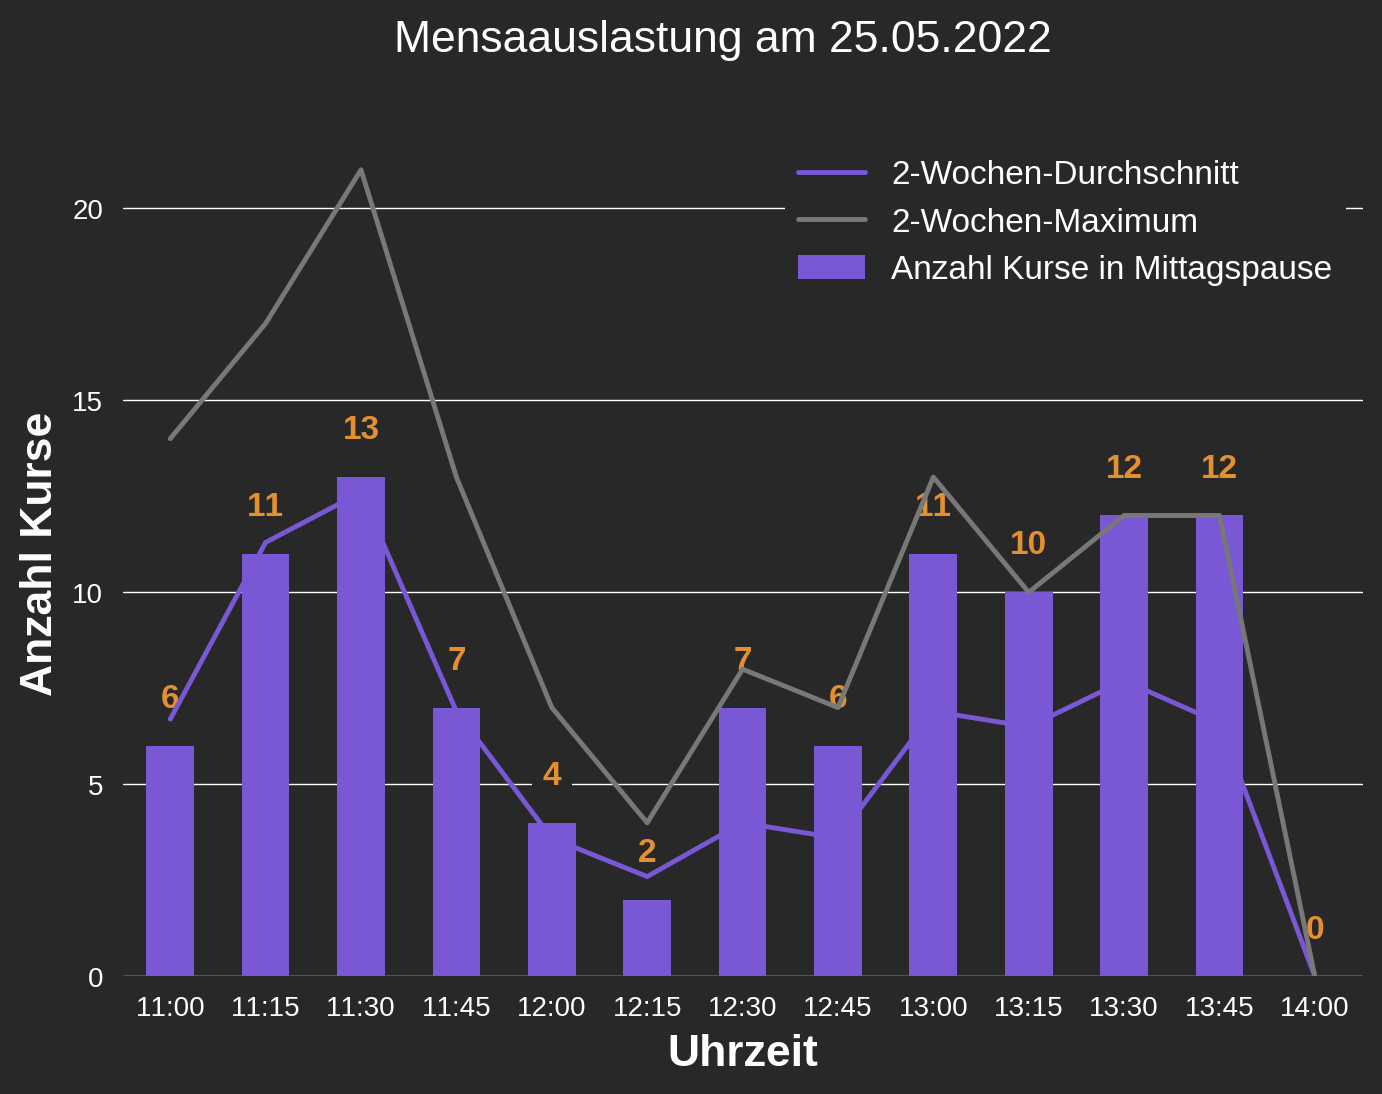 Mensaauslastung am 25.05.2022
2-Wochen-Durchschnitt
2-Wochen-Maximum
Anzahl Kurse in Mittagspause
Anzahl Kurse
20
15
10
5
0
6
11
13
7
4
2
7
6
11
10
12
12
0
11:00 11:15 11:30 11:45 12:00 12:15 12:30 12:45 13:00 13:15 13:30 13:45 14:00
Uhrzeit